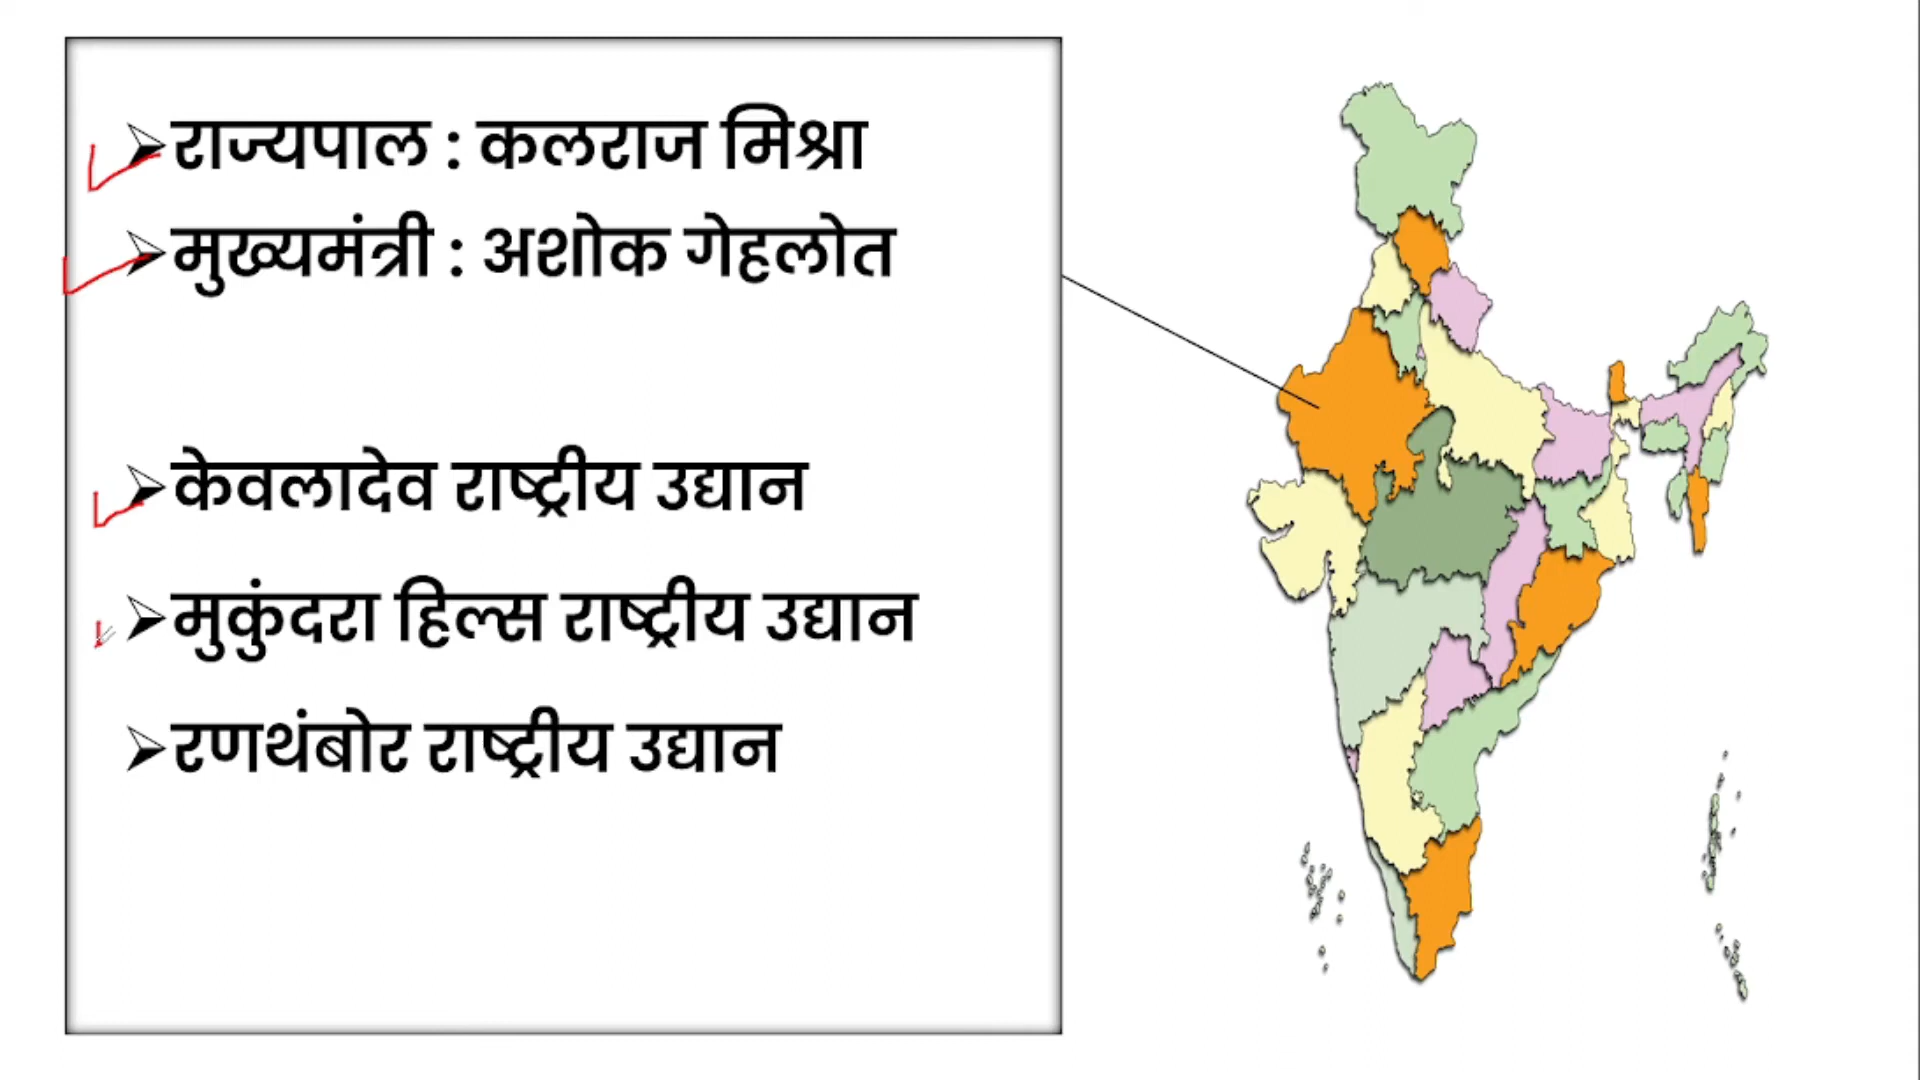 राज्यपाल : कलराज मिश्रा
मुख्यमंत्री : अशोक गेहलोत
केवलादेव राष्ट्रीय उद्यान
मुकुंदरा हिल्स राष्ट्रीय उद्यान
रणथंबोर राष्ट्रीय उद्यान